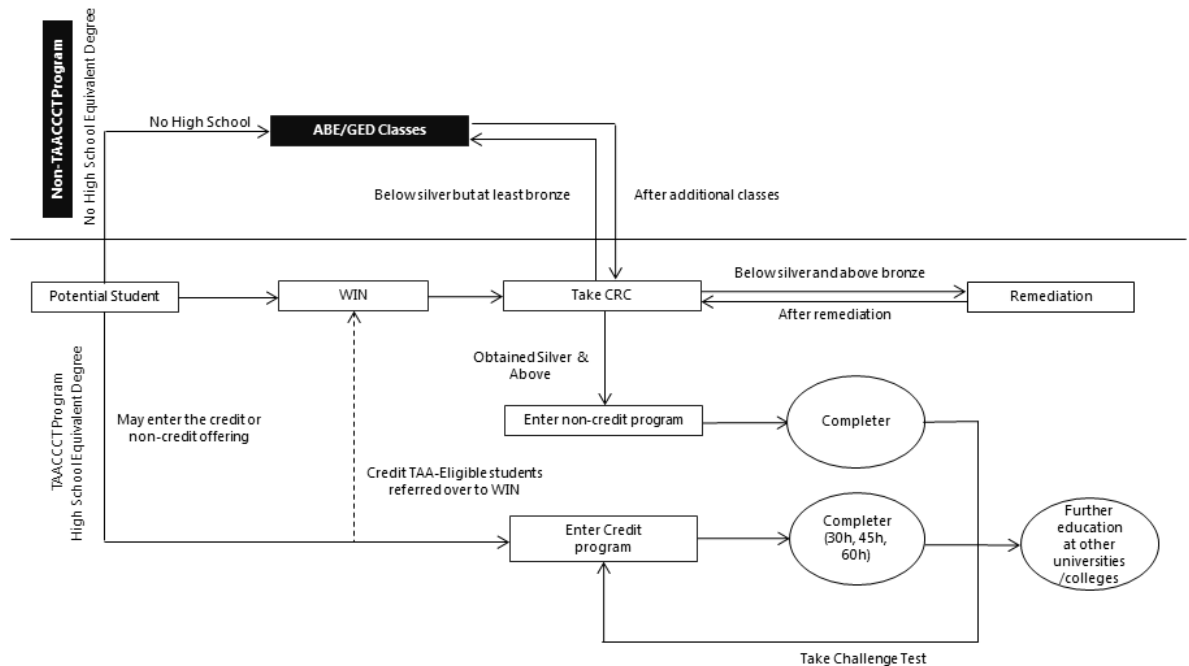 Non-TAACCCT Program
No High School Equivalent Degree
No High School
ABE/GED Classes
Below silver but at least bronze
After additional classes
Potential Student
WIN
Take CRC
Below silver and above bronze
After remediation
Remediation
TAACCCT Program
High School Equivalent Degree
May enter the credit or
non-credit offering
Obtained Silver &
Above
Enter non-credit program
Completer
Credit TAA-Eligible students
referred over to WIN
Enter Credit
program
Completer
(30h, 45h,
60h)
Further
education
at other
universities
/colleges
Take Challenge Test